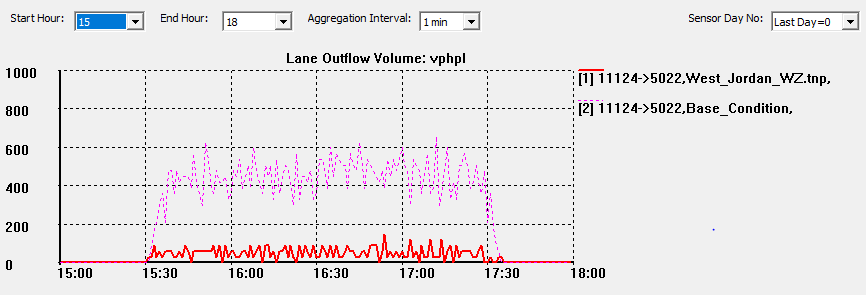 Start Hour: 15 End Hour: 18 Aggregation Interval: 1 min Sensor Day No: Last Day=0
Lane Outflow Volume: vphpl
1000
800
600
400
200
0
15:00 15:30 16:00 16:30 17:00 17:30 18:00
[1] 11124->5022,West_Jordan_WZ.tnp,
[2] 11124->5022,Base_Condition,